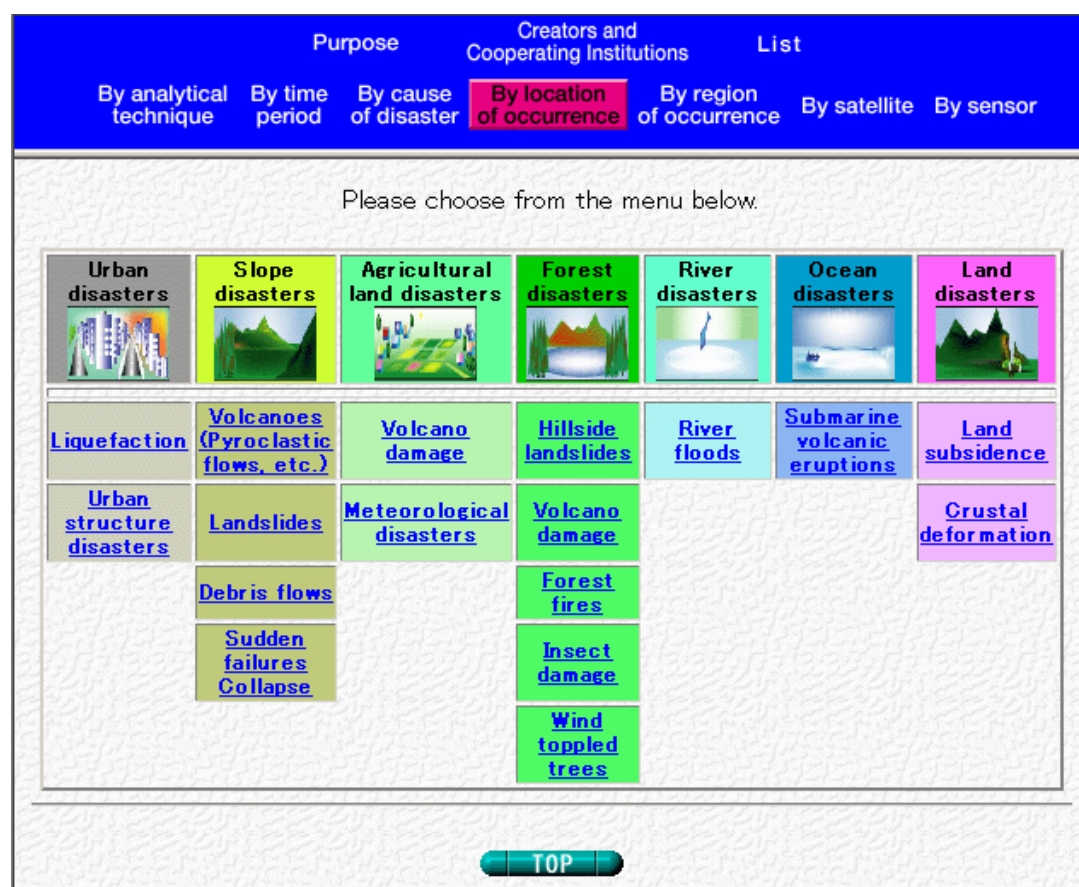 Purpose
Creators and
Cooperating Institutions
List
By analytical
technique
By time
period
By cause
of disaster
By location
of occurrence
By region
of occurrence
By satellite
By sensor
Please choose from the menu below.
Urban
disasters
Slope
disasters
Agricultural
land disasters
Forest
disasters
River
disasters
Ocean
disasters
Land
disasters
Liquefaction
Volcanoes
(Pyroclastic
flows, etc.)
Volcano
damage
Hillside
landslides
River
floods
Submarine
volcanic
eruptions
Land
subsidence
Urban
structure
disasters
Landslides
Meteorological
disasters
Volcano
damage
Crustal
deformation
Debris flows
Forest
fires
Sudden
failures
Collapse
Insect
damage
Wind
toppled
trees
TOP